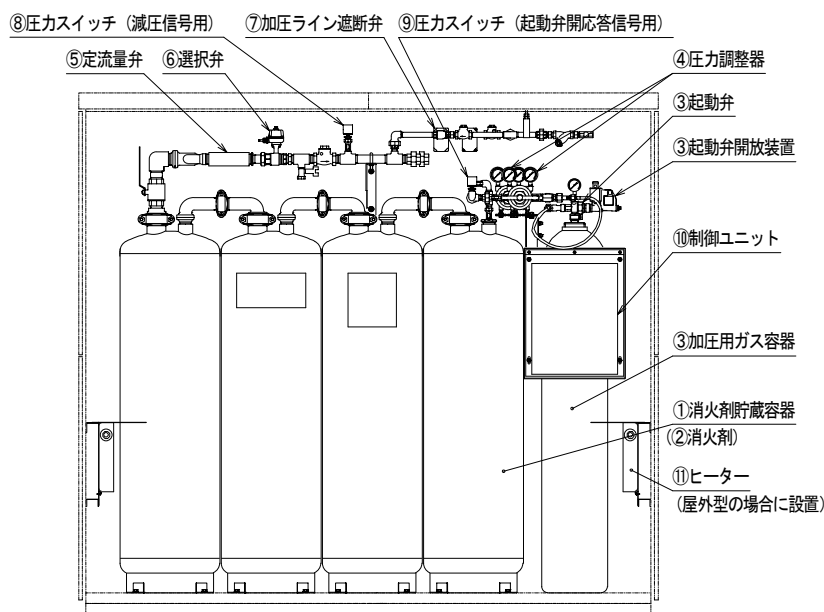 ⑧圧力スイッチ（減圧信号用）
⑦加圧ライン遮断弁
⑨圧力スイッチ（起動弁開応答信号用）
⑤定流量弁
⑥選択弁
④圧力調整器
③起動弁
③起動弁開放装置
⑩制御ユニット
③加圧用ガス容器
①消火剤貯蔵容器
(②消火剤)
⑪ヒーター
(屋外型の場合に設置)